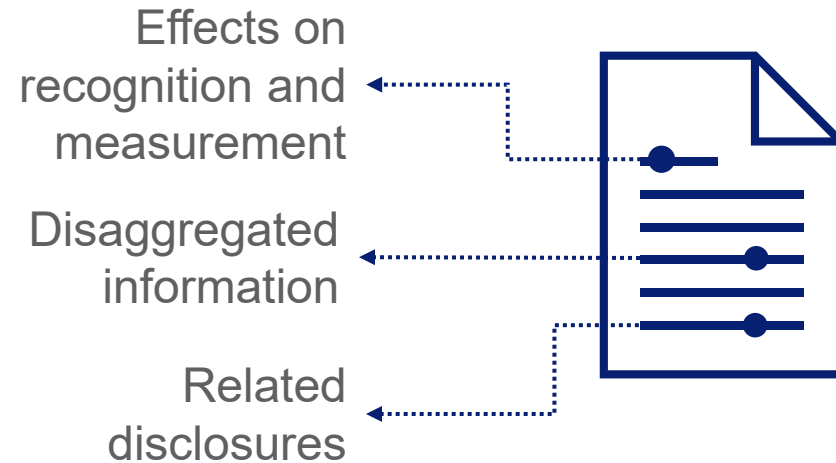 Effects on
recognition and
measurement
Disaggregated
information
Related
disclosures